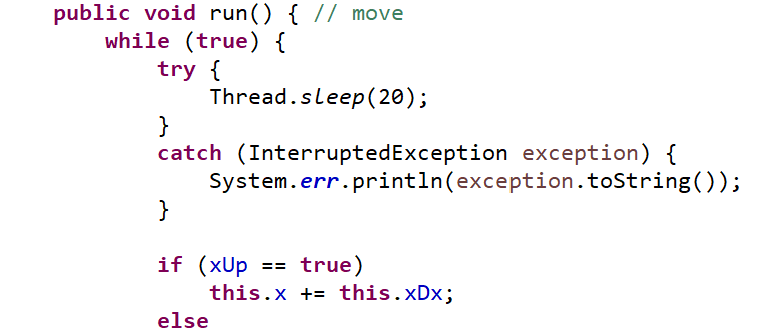 public void run() { // move
while (true) {
try {
Thread.sleep(20);
}
catch (InterruptedException exception) {
System.err.println(exception.toString());
}
if (xUp == true)
this.x += this.xDx;
else